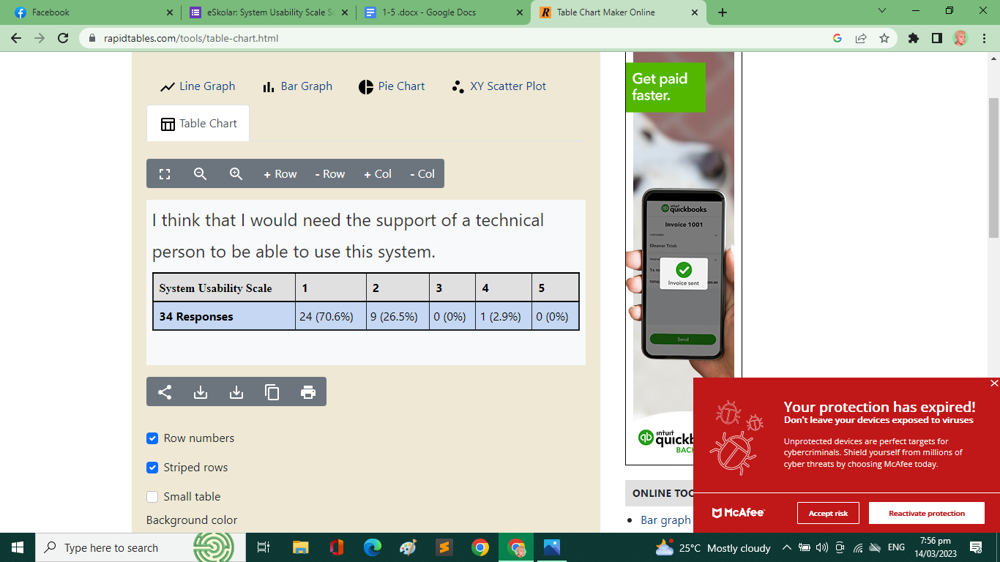 Facebook
eSkolar: System Usability Scale Su
1-5 .docx - Google Docs
Table Chart Maker Online
rapidtables.com/tools/table-chart.html
Line Graph
Bar Graph
Pie Chart
XY Scatter Plot
Table Chart
+ Row
- Row
+ Col
- Col
I think that I would need the support of a technical
person to be able to use this system.
System Usability Scale 1 2 3 4 5
34 Responses 24 (70.6%) 9 (26.5%) 0 (0%) 1 (2.9%) 0 (0%)
Row numbers
Striped rows
Small table
Background color
Get paid
faster.
intuit
quickbooks
Invoice 1001
CUSTOMER
Eleanor Trinh
Invoice sent
Send
qb
intuit
quickb
BAC
ONLINE TOO
Bar graph
Your protection has expired!
Don't leave your devices exposed to viruses
Unprotected devices are perfect targets for
cybercriminals. Shield yourself from millions of
cyber threats by choosing McAfee today.
McAfee
Accept risk
Reactivate protection
Type here to search
25°C Mostly cloudy
ENG
7:56 pm
14/03/2023